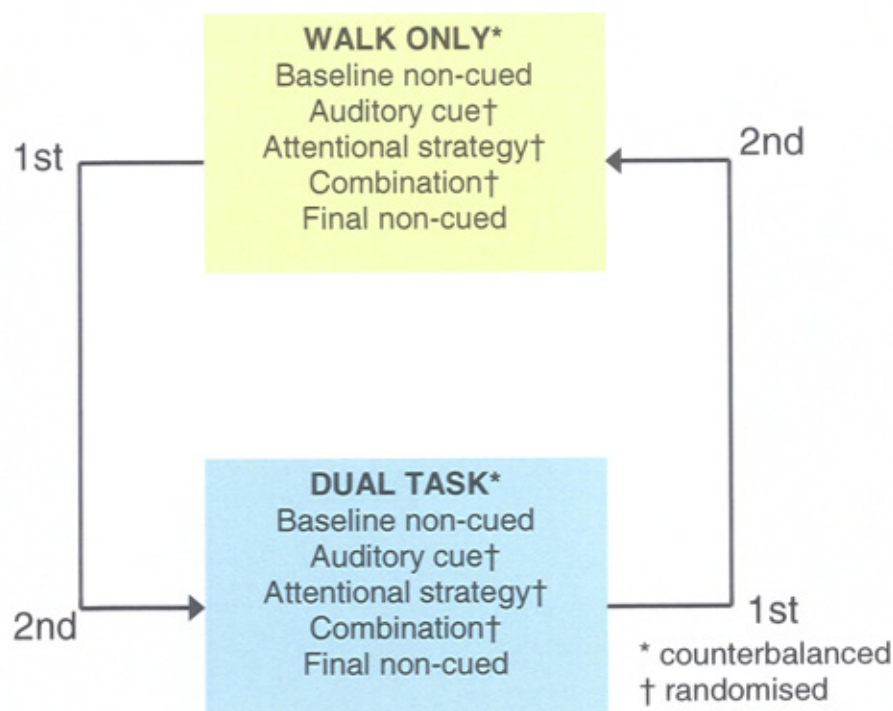 WALK ONLY*
Baseline non-cued
Auditory cue†
Attentional strategy†
Combination†
Final non-cued
1st
2nd
DUAL TASK*
Baseline non-cued
Auditory cue†
Attentional strategy†
Combination†
Final non-cued
2nd
1st
* counterbalanced
† randomised